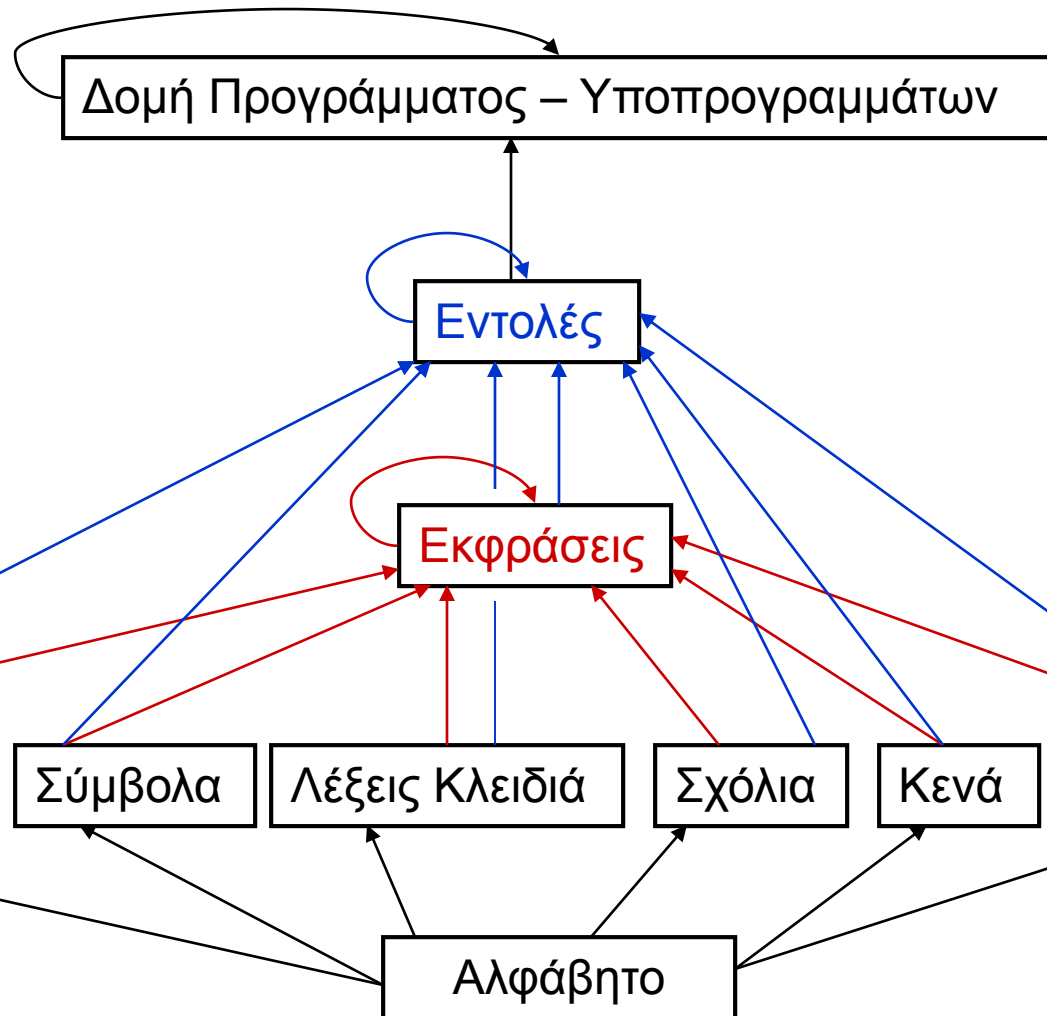 Δομή Προγράμματος – Υποπρογραμμάτων
Εντολές
Εκφράσεις
Σύμβολα
Λέξεις Κλειδιά
Σχόλια
Κενά
Αλφάβητο